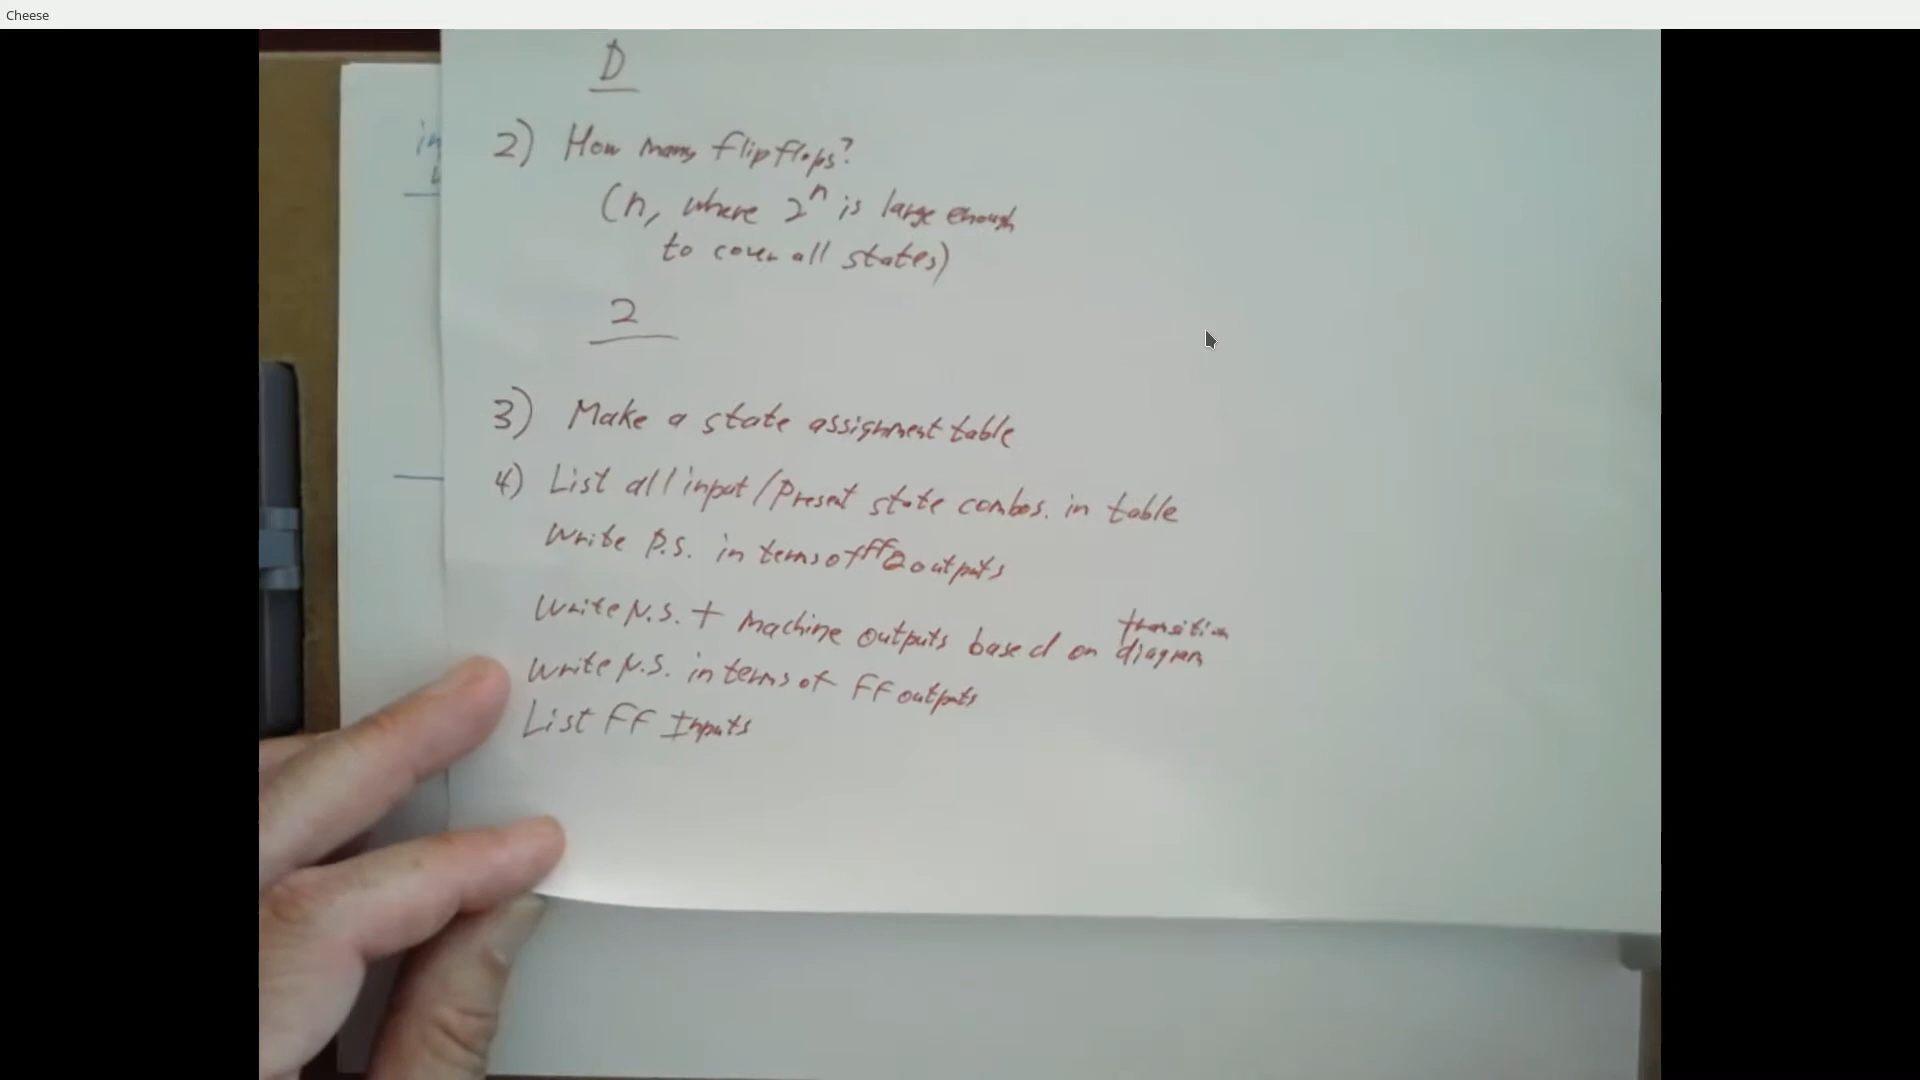 Cheese
D
in
2) How many flipflops?
(n, where 2^n is large enough
to cover all states)
2
3) Make a state assignment table
4) List all input/Present state combos. in table
Write P.S. in terms of FF Q outputs
Write N.S. + Machine outputs based on transition diagram
Write N.S. in terms of FF outputs
List FF Inputs